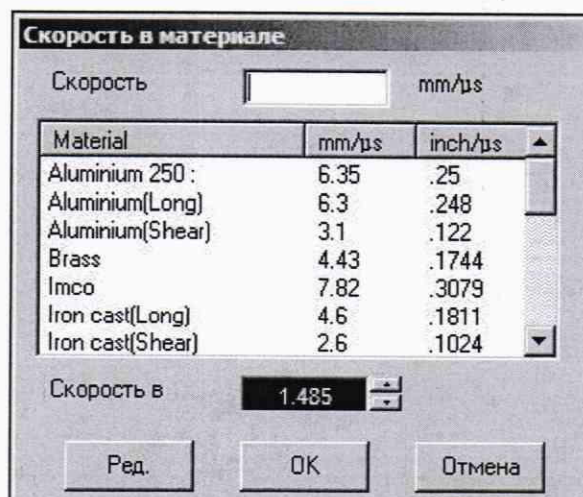 Скорость в материале
Скорость mm/µs
Material mm/µs inch/µs
Aluminium 250 : 6.35 .25
Aluminium(Long) 6.3 .248
Aluminium(Shear) 3.1 .122
Brass 4.43 .1744
Imco 7.82 .3079
Iron cast(Long) 4.6 .1811
Iron cast(Shear) 2.6 .1024
Скорость в 1.485
Ред. OK Отмена